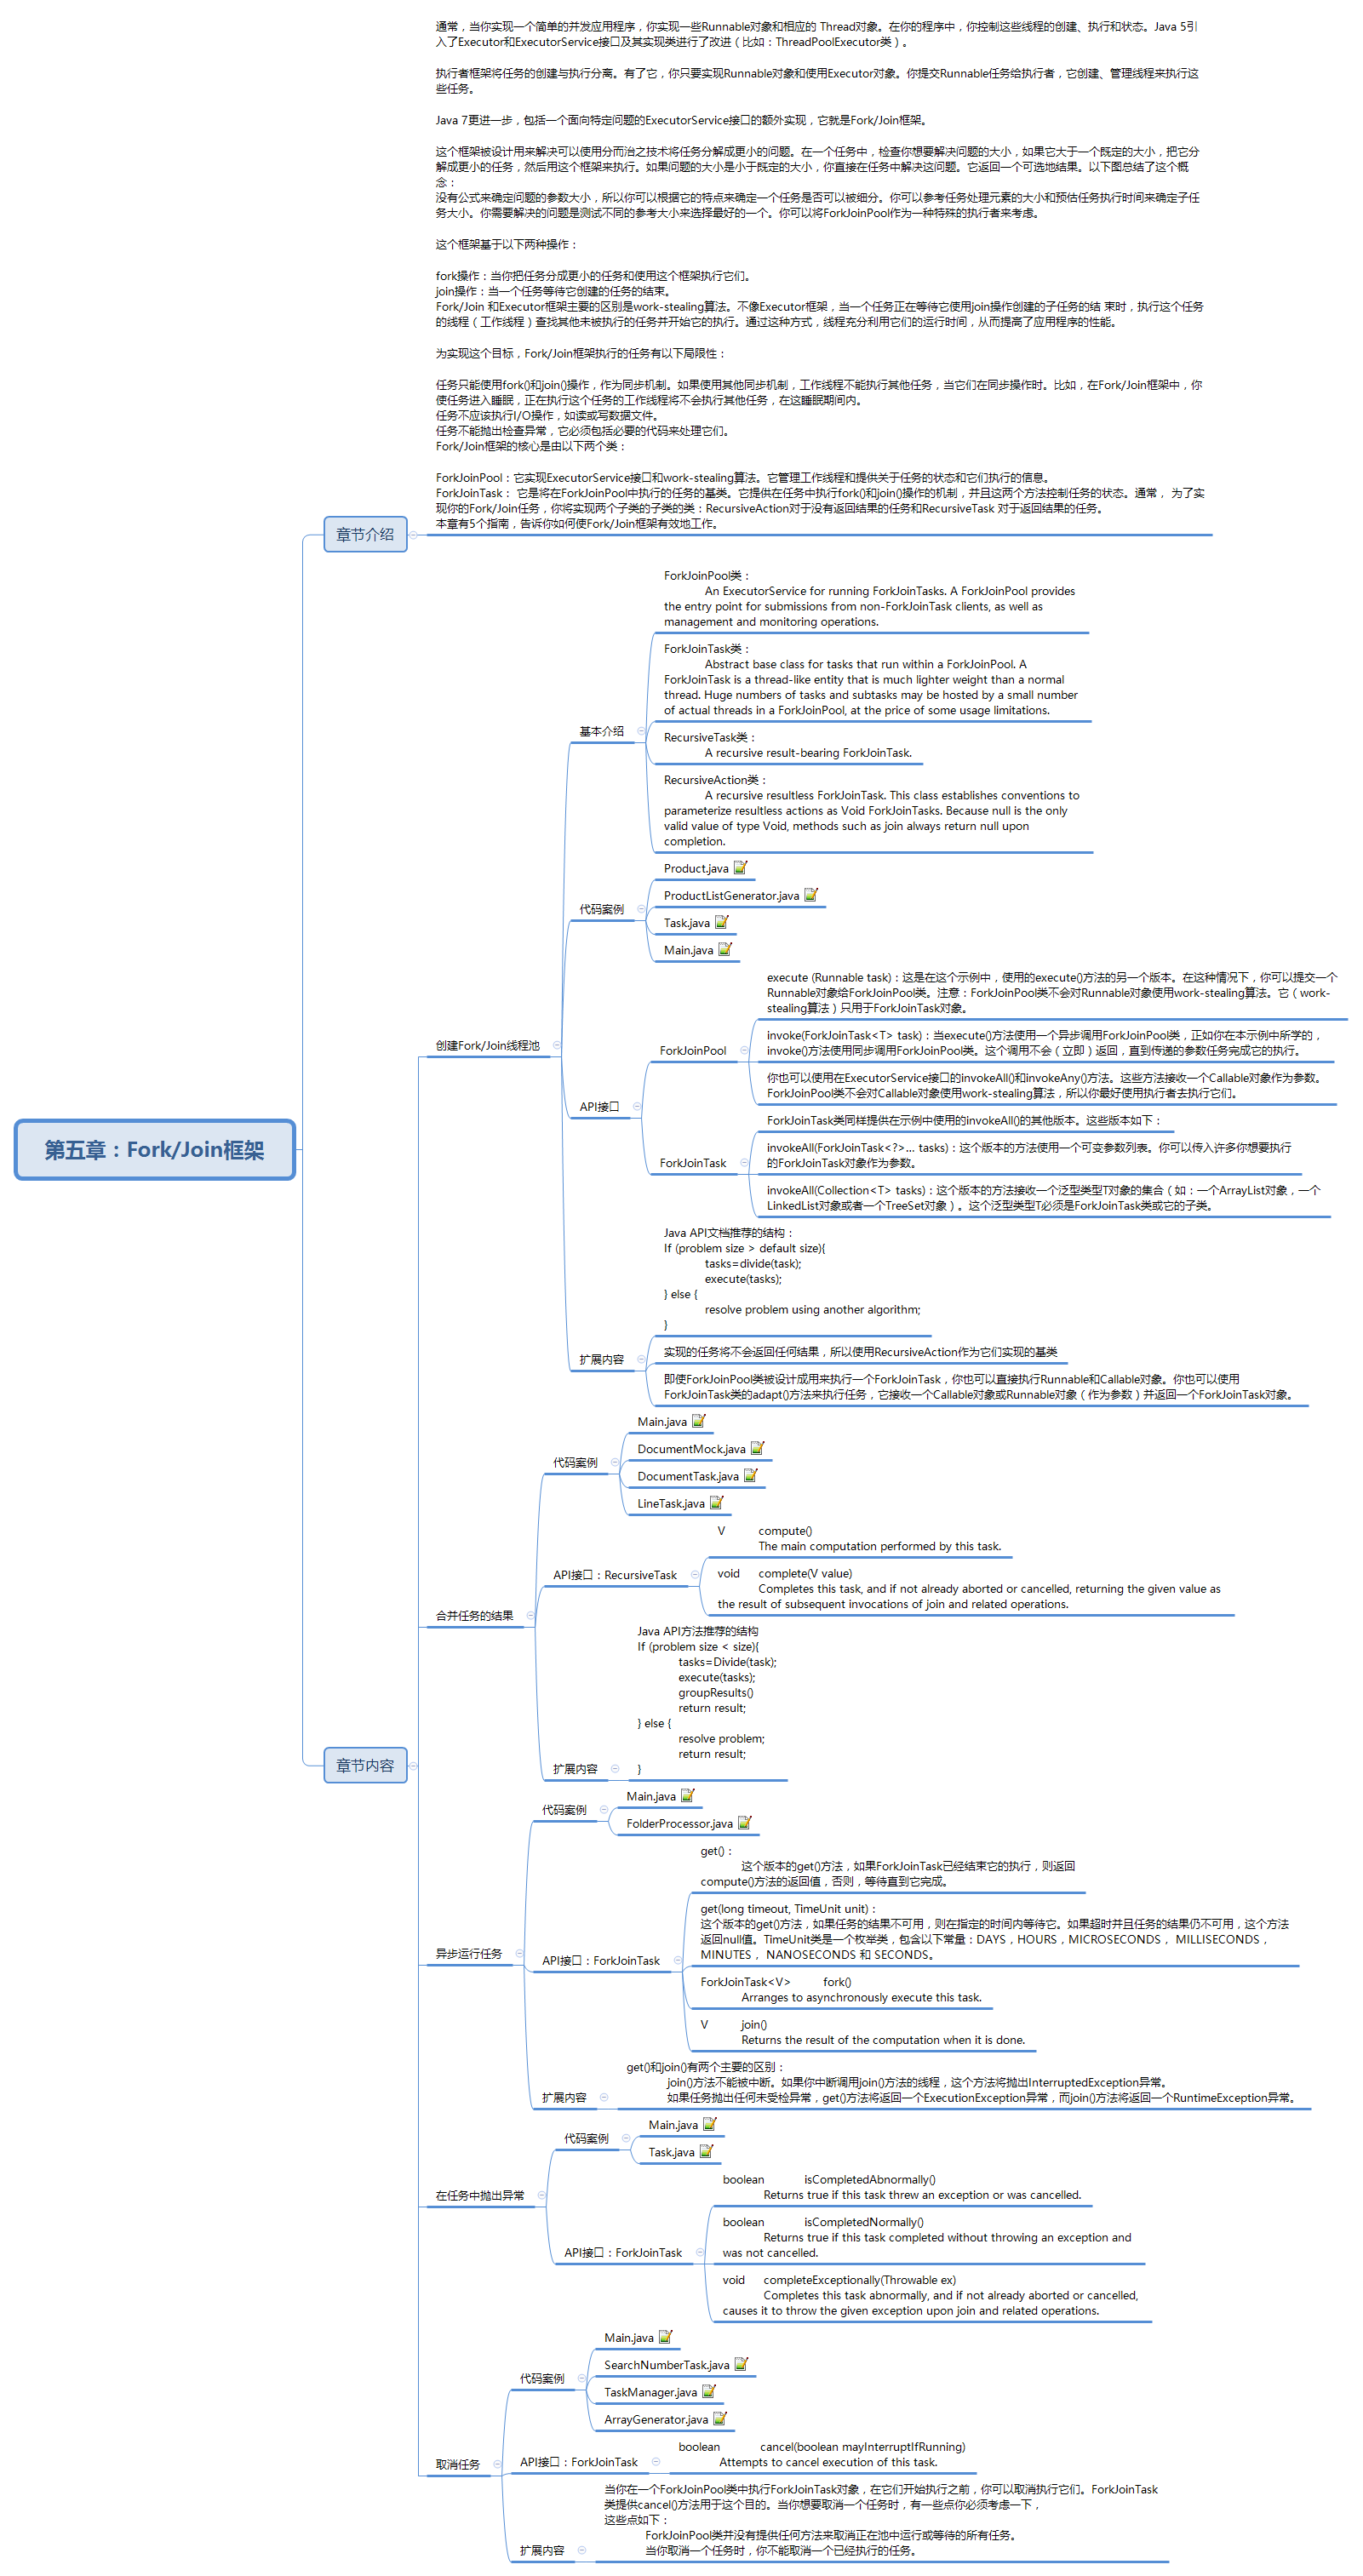 通常，当你实现一个简单的并发应用程序，你实现一些Runnable对象和相应的 Thread对象。在你的程序中，你控制这些线程的创建、执行和状态。Java 5引
入了Executor和ExecutorService接口及其实现类进行了改进（比如：ThreadPoolExecutor类）。
执行者框架将任务的创建与执行分离。有了它，你只要实现Runnable对象和使用Executor对象。你提交Runnable任务给执行者，它创建、管理线程来执行这
些任务。
Java 7更进一步，包括一个面向特定问题的ExecutorService接口的额外实现，它就是Fork/Join框架。
这个框架被设计用来解决可以使用分而治之技术将任务分解成更小的问题。在一个任务中，检查你想要解决问题的大小，如果它大于一个既定的大小，把它分
解成更小的任务，然后用这个框架来执行。如果问题的大小是小于既定的大小，你直接在任务中解决这问题。它返回一个可选地结果。以下图总结了这个概
念：
没有公式来确定问题的参数大小，所以你可以根据它的特点来确定一个任务是否可以被细分。你可以参考任务处理元素的大小和预估任务执行时间来确定子任
务大小。你需要解决的问题是测试不同的参考大小来选择最好的一个。你可以将ForkJoinPool作为一种特殊的执行者来考虑。
这个框架基于以下两种操作：
fork操作：当你把任务分成更小的任务和使用这个框架执行它们。
join操作：当一个任务等待它创建的任务的结束。
Fork/Join 和Executor框架主要的区别是work-stealing算法。不像Executor框架，当一个任务正在等待它使用join操作创建的子任务的结 束时，执行这个任务
的线程（工作线程）查找其他未被执行的任务并开始它的执行。通过这种方式，线程充分利用它们的运行时间，从而提高了应用程序的性能。
为实现这个目标，Fork/Join框架执行的任务有以下局限性：
任务只能使用fork()和join()操作，作为同步机制。如果使用其他同步机制，工作线程不能执行其他任务，当它们在同步操作时。比如，在Fork/Join框架中，你
使任务进入睡眠，正在执行这个任务的工作线程将不会执行其他任务，在这睡眠期间内。
任务不应该执行I/O操作，如读或写数据文件。
任务不能抛出检查异常，它必须包括必要的代码来处理它们。
Fork/Join框架的核心是由以下两个类：
ForkJoinPool：它实现ExecutorService接口和work-stealing算法。它管理工作线程和提供关于任务的状态和它们执行的信息。
ForkJoinTask： 它是将在ForkJoinPool中执行的任务的基类。它提供在任务中执行fork()和join()操作的机制，并且这两个方法控制任务的状态。通常， 为了实
现你的Fork/Join任务，你将实现两个子类的子类的类：RecursiveAction对于没有返回结果的任务和RecursiveTask 对于返回结果的任务。
本章有5个指南，告诉你如何使Fork/Join框架有效地工作。
章节介绍
ForkJoinPool类：
An ExecutorService for running ForkJoinTasks. A ForkJoinPool provides
the entry point for submissions from non-ForkJoinTask clients, as well as
management and monitoring operations.
ForkJoinTask类：
Abstract base class for tasks that run within a ForkJoinPool. A
ForkJoinTask is a thread-like entity that is much lighter weight than a normal
thread. Huge numbers of tasks and subtasks may be hosted by a small number
of actual threads in a ForkJoinPool, at the price of some usage limitations.
基本介绍
RecursiveTask类：
A recursive result-bearing ForkJoinTask.
RecursiveAction类：
A recursive resultless ForkJoinTask. This class establishes conventions to
parameterize resultless actions as Void ForkJoinTasks. Because null is the only
valid value of type Void, methods such as join always return null upon
completion.
Product.java
ProductListGenerator.java
代码案例
Task.java
Main.java
execute (Runnable task)：这是在这个示例中，使用的execute()方法的另一个版本。在这种情况下，你可以提交一个
Runnable对象给ForkJoinPool类。注意：ForkJoinPool类不会对Runnable对象使用work-stealing算法。它（work-
stealing算法）只用于ForkJoinTask对象。
创建Fork/Join线程池
ForkJoinPool
invoke(ForkJoinTask<T> task)：当execute()方法使用一个异步调用ForkJoinPool类，正如你在本示例中所学的，
invoke()方法使用同步调用ForkJoinPool类。这个调用不会（立即）返回，直到传递的参数任务完成它的执行。
你也可以使用在ExecutorService接口的invokeAll()和invokeAny()方法。这些方法接收一个Callable对象作为参数。
ForkJoinPool类不会对Callable对象使用work-stealing算法，所以你最好使用执行者去执行它们。
API接口
ForkJoinTask类同样提供在示例中使用的invokeAll()的其他版本。这些版本如下：
第五章：Fork/Join框架
ForkJoinTask
invokeAll(ForkJoinTask<?>... tasks)：这个版本的方法使用一个可变参数列表。你可以传入许多你想要执行
的ForkJoinTask对象作为参数。
invokeAll(Collection<T> tasks)：这个版本的方法接收一个泛型类型T对象的集合（如：一个ArrayList对象，一个
LinkedList对象或者一个TreeSet对象）。这个泛型类型T必须是ForkJoinTask类或它的子类。
Java API文档推荐的结构：
If (problem size > default size){
tasks=divide(task);
execute(tasks);
} else {
resolve problem using another algorithm;
}
扩展内容
实现的任务将不会返回任何结果，所以使用RecursiveAction作为它们实现的基类
即使ForkJoinPool类被设计成用来执行一个ForkJoinTask，你也可以直接执行Runnable和Callable对象。你也可以使用
ForkJoinTask类的adapt()方法来执行任务，它接收一个Callable对象或Runnable对象（作为参数）并返回一个ForkJoinTask对象。
Main.java
DocumentMock.java
代码案例
DocumentTask.java
LineTask.java
V compute()
The main computation performed by this task.
API接口：RecursiveTask
void complete(V value)
Completes this task, and if not already aborted or cancelled, returning the given value as
the result of subsequent invocations of join and related operations.
合并任务的结果
Java API方法推荐的结构
If (problem size < size){
tasks=Divide(task);
execute(tasks);
groupResults()
return result;
} else {
resolve problem;
return result;
}
扩展内容
章节内容
Main.java
代码案例
FolderProcessor.java
get()：
这个版本的get()方法，如果ForkJoinTask已经结束它的执行，则返回
compute()方法的返回值，否则，等待直到它完成。
get(long timeout, TimeUnit unit)：
这个版本的get()方法，如果任务的结果不可用，则在指定的时间内等待它。如果超时并且任务的结果仍不可用，这个方法
返回null值。TimeUnit类是一个枚举类，包含以下常量：DAYS，HOURS，MICROSECONDS， MILLISECONDS，
MINUTES， NANOSECONDS 和 SECONDS。
异步运行任务
API接口：ForkJoinTask
ForkJoinTask<V> fork()
Arranges to asynchronously execute this task.
V join()
Returns the result of the computation when it is done.
get()和join()有两个主要的区别：
join()方法不能被中断。如果你中断调用join()方法的线程，这个方法将抛出InterruptedException异常。
如果任务抛出任何未受检异常，get()方法将返回一个ExecutionException异常，而join()方法将返回一个RuntimeException异常。
扩展内容
Main.java
代码案例
Task.java
boolean isCompletedAbnormally()
Returns true if this task threw an exception or was cancelled.
在任务中抛出异常
boolean isCompletedNormally()
Returns true if this task completed without throwing an exception and
was not cancelled.
API接口：ForkJoinTask
void completeExceptionally(Throwable ex)
Completes this task abnormally, and if not already aborted or cancelled,
causes it to throw the given exception upon join and related operations.
Main.java
SearchNumberTask.java
代码案例
TaskManager.java
ArrayGenerator.java
boolean cancel(boolean mayInterruptIfRunning)
Attempts to cancel execution of this task.
API接口：ForkJoinTask
取消任务
当你在一个ForkJoinPool类中执行ForkJoinTask对象，在它们开始执行之前，你可以取消执行它们。ForkJoinTask
类提供cancel()方法用于这个目的。当你想要取消一个任务时，有一些点你必须考虑一下，
这些点如下：
ForkJoinPool类并没有提供任何方法来取消正在池中运行或等待的所有任务。
当你取消一个任务时，你不能取消一个已经执行的任务。
扩展内容